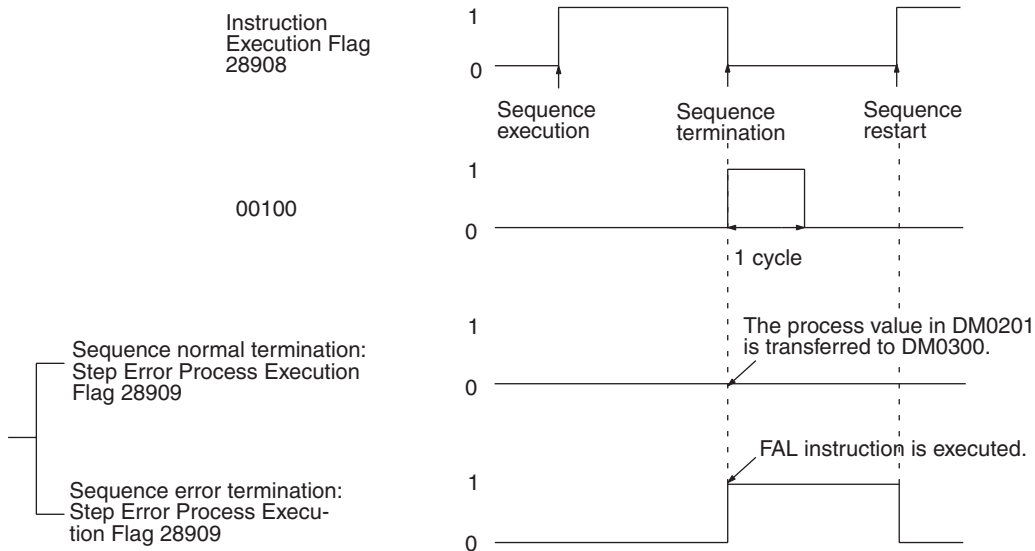 Instruction
Execution Flag
28908
1
0
Sequence
execution
Sequence
termination
Sequence
restart
00100
1
0
1 cycle
Sequence normal termination:
Step Error Process Execution
Flag 28909
1
0
The process value in DM0201
is transferred to DM0300.
Sequence error termination:
Step Error Process Execu-
tion Flag 28909
1
0
FAL instruction is executed.